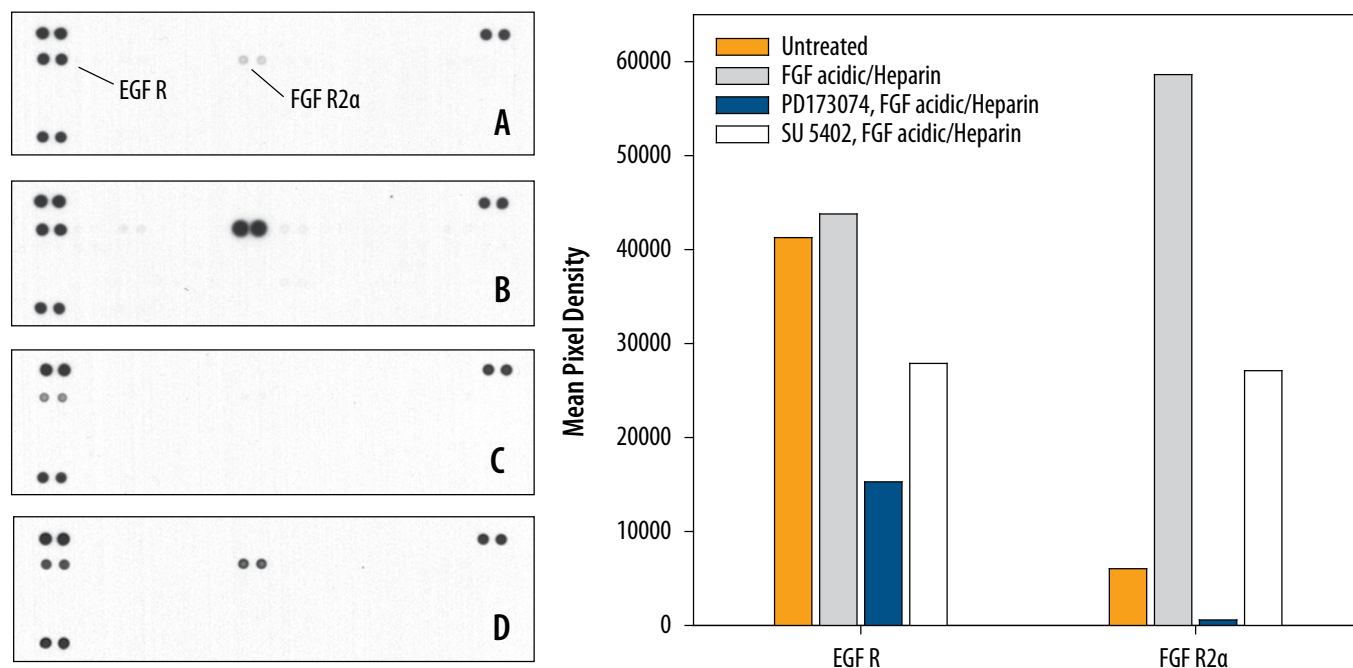 EGF R
FGF R2α
A
B
C
D
Mean Pixel Density
60000
50000
40000
30000
20000
10000
0
Untreated
FGF acidic/Heparin
PD173074, FGF acidic/Heparin
SU 5402, FGF acidic/Heparin
EGF R
FGF R2α